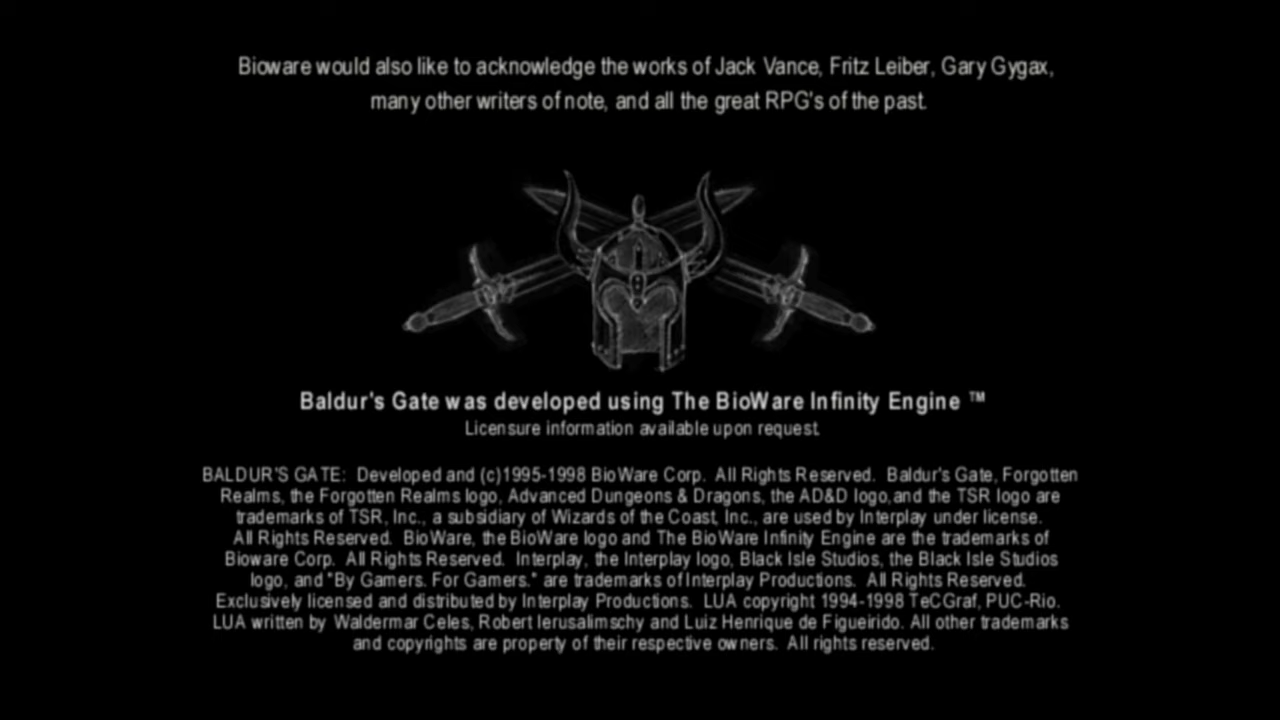 Bioware would also like to acknowledge the works of Jack Vance, Fritz Leiber, Gary Gygax,
many other writers of note, and all the great RPG's of the past.
Baldur's Gate was developed using The BioWare Infinity Engine ™
Licensure information available upon request.
BALDUR'S GATE: Developed and (c)1995-1998 BioWare Corp. All Rights Reserved. Baldur's Gate, Forgotten
Realms, the Forgotten Realms logo, Advanced Dungeons & Dragons, the AD&D logo,and the TSR logo are
trademarks of TSR, Inc., a subsidiary of Wizards of the Coast, Inc., are used by Interplay under license.
All Rights Reserved. BioWare, the BioWare logo and The BioWare Infinity Engine are the trademarks of
Bioware Corp. All Rights Reserved. Interplay, the Interplay logo, Black Isle Studios, the Black Isle Studios
logo, and "By Gamers. For Gamers." are trademarks of Interplay Productions. All Rights Reserved.
Exclusively licensed and distributed by Interplay Productions. LUA copyright 1994-1998 TeCGraf, PUC-Rio.
LUA written by Waldermar Celes, Robert Ierusalimschy and Luiz Henrique de Figueirido. All other trademarks
and copyrights are property of their respective owners. All rights reserved.